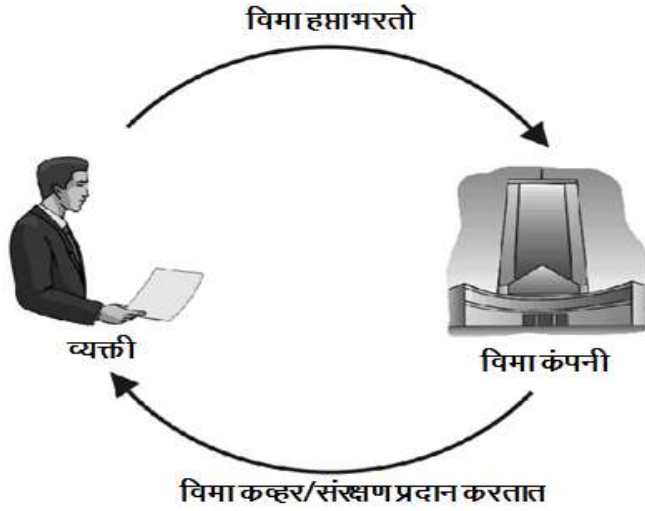 विमा हप्ता भरतो
व्यक्ती
विमा कंपनी
विमा कव्हर/संरक्षण प्रदान करतात